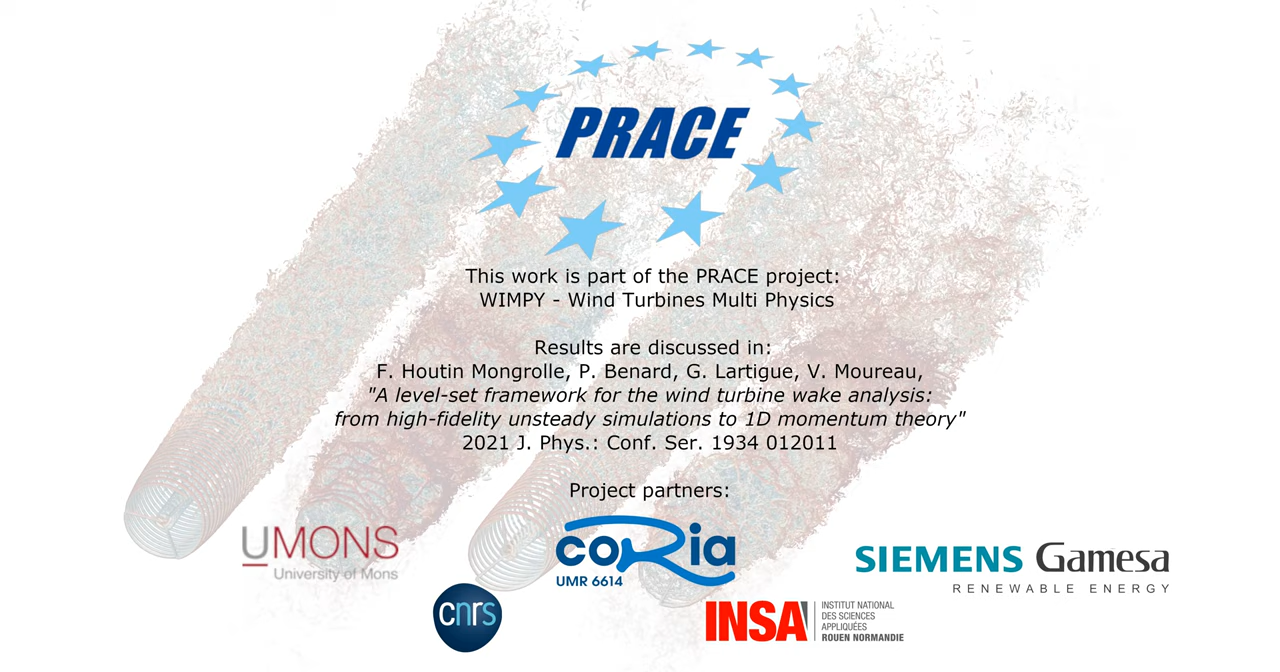 PRACE
This work is part of the PRACE project:
WIMPY - Wind Turbines Multi Physics
Results are discussed in:
F. Houtin Mongrolle, P. Benard, G. Lartigue, V. Moureau,
"A level-set framework for the wind turbine wake analysis:
from high-fidelity unsteady simulations to 1D momentum theory"
2021 J. Phys.: Conf. Ser. 1934 012011
Project partners:
UMONS
University of Mons
coRia
UMR 6614
SIEMENS Gamesa
RENEWABLE ENERGY
cnrs
INSA
INSTITUT NATIONAL
DES SCIENCES
APPLIQUÉES
ROUEN NORMANDIE